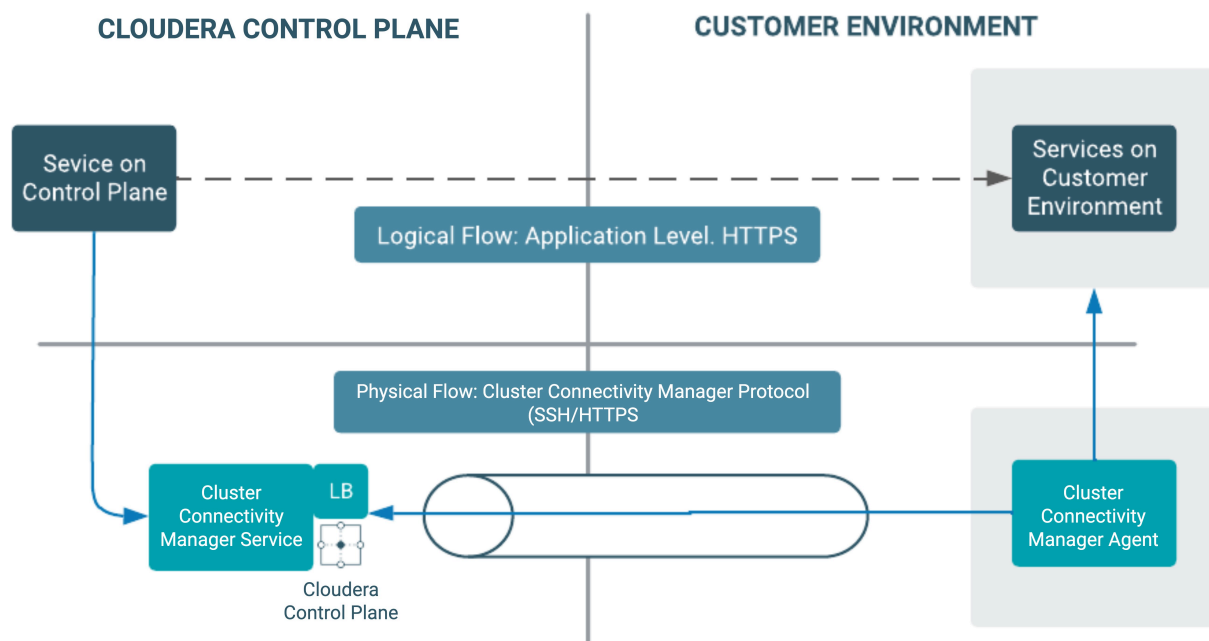 CLOUDERA CONTROL PLANE
CUSTOMER ENVIRONMENT
Sevice on
Control Plane
Services on
Customer
Environment
Logical Flow: Application Level. HTTPS
Physical Flow: Cluster Connectivity Manager Protocol
(SSH/HTTPS
Cluster
Connectivity
Manager Service
LB
Cloudera
Control Plane
Cluster
Connectivity
Manager Agent